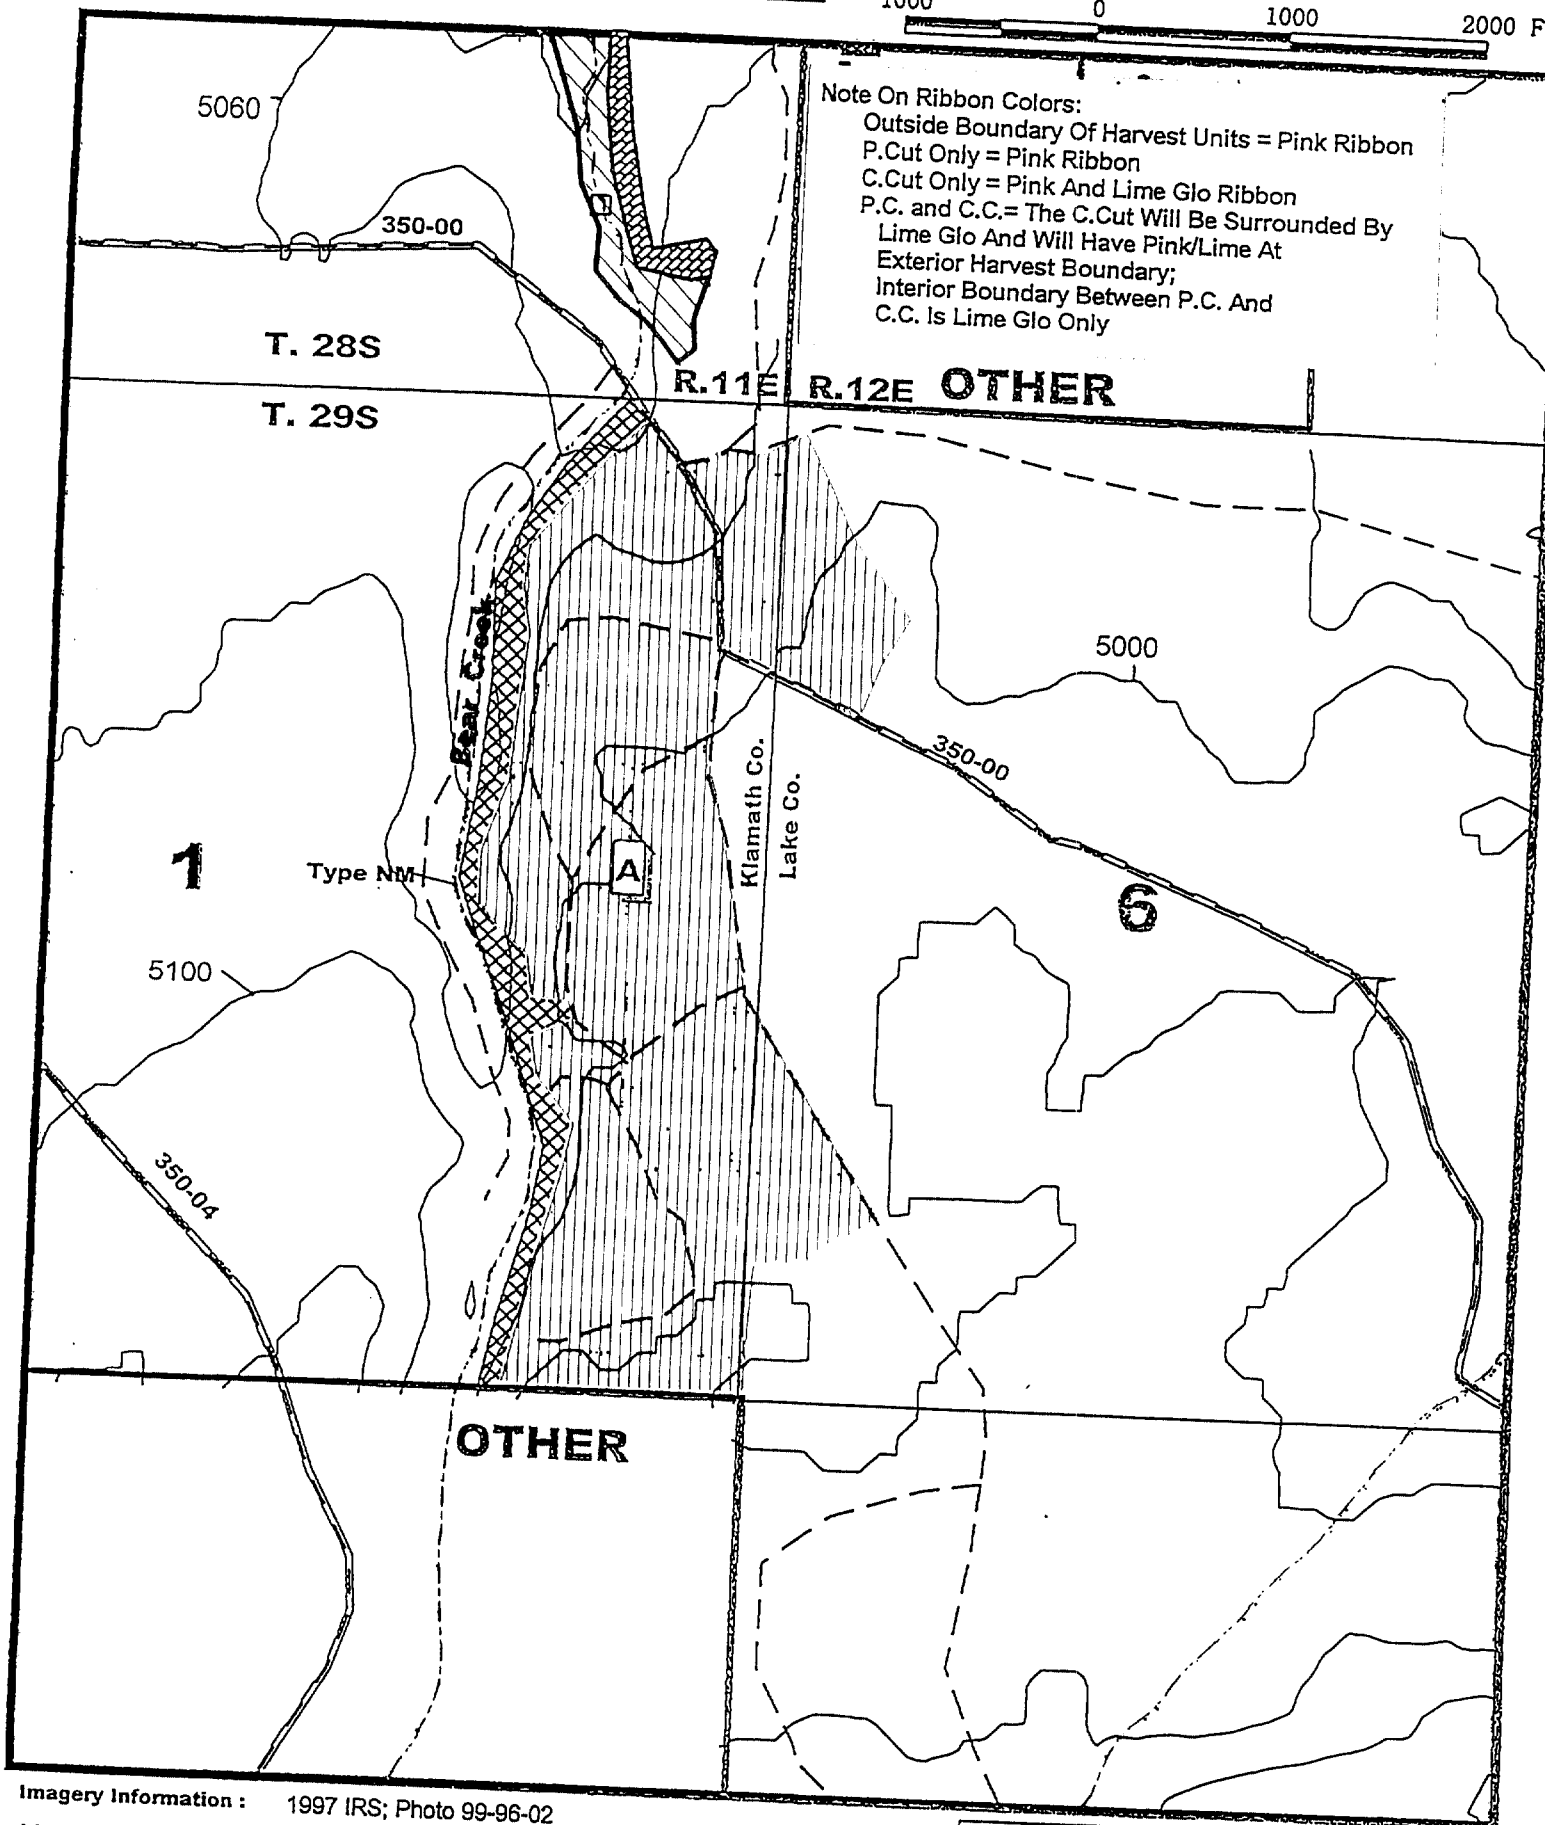 1000 0 1000 2000 F
Note On Ribbon Colors:
Outside Boundary Of Harvest Units = Pink Ribbon
P.Cut Only = Pink Ribbon
C.Cut Only = Pink And Lime Glo Ribbon
P.C. and C.C.= The C.Cut Will Be Surrounded By
Lime Glo And Will Have Pink/Lime At
Exterior Harvest Boundary;
Interior Boundary Between P.C. And
C.C. Is Lime Glo Only
5060
350-00
T. 28S
R.11E R.12E OTHER
T. 29S
Bear Creek
5000
350-00
Klamath Co.
Lake Co.
1
Type NM
A
6
5100
350-04
OTHER
Imagery Information : 1997 IRS; Photo 99-96-02